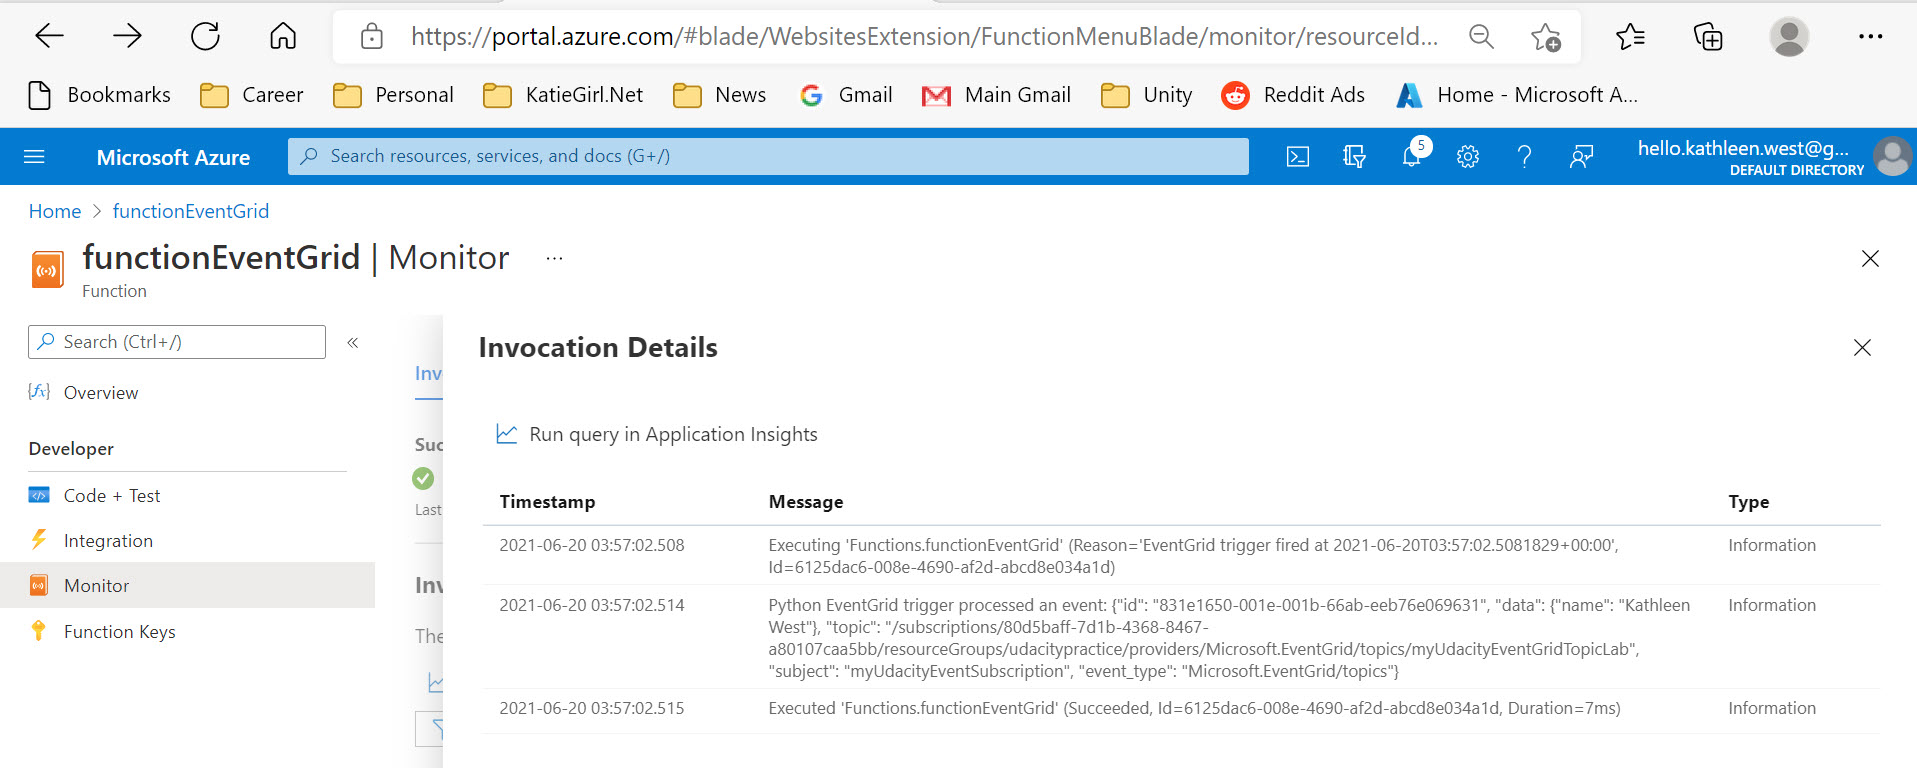 https://portal.azure.com/#blade/WebsitesExtension/FunctionMenuBlade/monitor/resourceId...
Bookmarks Career Personal KatieGirl.Net News Gmail Main Gmail Unity Reddit Ads Home - Microsoft A...
Microsoft Azure Search resources, services, and docs (G+/) 5 hello.kathleen.west@g...
DEFAULT DIRECTORY
Home > functionEventGrid
functionEventGrid | Monitor ...
Function
Search (Ctrl+/) «
Invocation Details
Inv
Overview
Run query in Application Insights
Developer
Suc
Code + Test
Timestamp Message Type
Last
Integration
2021-06-20 03:57:02.508 Executing 'Functions.functionEventGrid' (Reason='EventGrid trigger fired at 2021-06-20T03:57:02.5081829+00:00', Information
Id=6125dac6-008e-4690-af2d-abcd8e034a1d)
Monitor
Inv
2021-06-20 03:57:02.514 Python EventGrid trigger processed an event: {"id": "831e1650-001e-001b-66ab-eeb76e069631", "data": {"name": "Kathleen Information
West"}, "topic": "/subscriptions/80d5baff-7d1b-4368-8467-
Function Keys
The
a80107caa5bb/resourceGroups/udacitypractice/providers/Microsoft.EventGrid/topics/myUdacityEventGridTopicLab",
"subject": "myUdacityEventSubscription", "event_type": "Microsoft.EventGrid/topics"}
2021-06-20 03:57:02.515 Executed 'Functions.functionEventGrid' (Succeeded, Id=6125dac6-008e-4690-af2d-abcd8e034a1d, Duration=7ms) Information